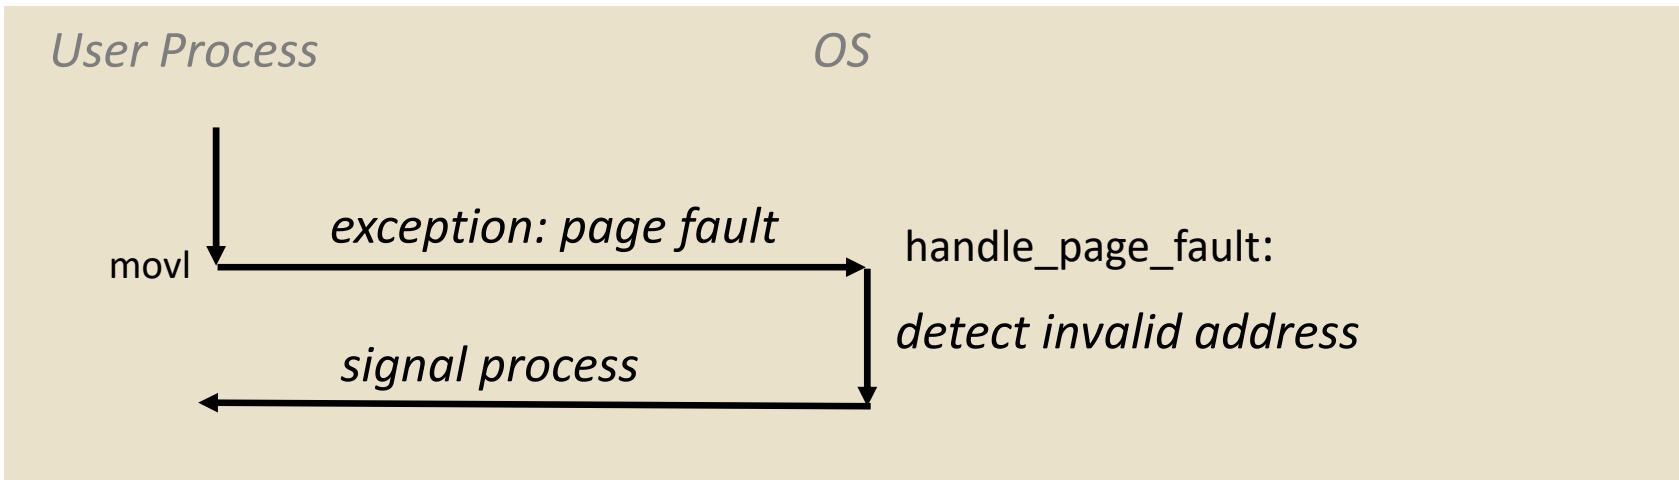 User Process
OS
exception: page fault
movl
handle_page_fault:
detect invalid address
signal process